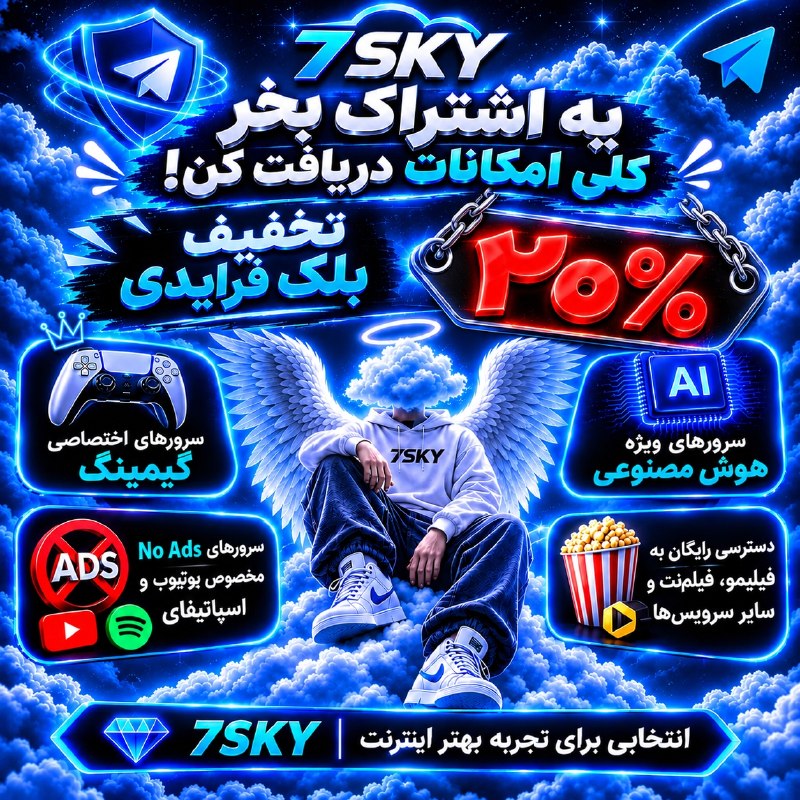 7SKY
یه اشتراک بخر
کلی امکانات دریافت کن!
تخفیف
بلک فرایدی
۲۰%
سرورهای اختصاصی
گیمینگ
AI
سرورهای ویژه
هوش مصنوعی
7SKY
ADS
سرورهای No Ads
مخصوص یوتیوب و
اسپاتیفای
دسترسی رایگان به
فیلیمو، فیلم‌نت و
سایر سرویس‌ها
7SKY | انتخابی برای تجربه بهتر اینترنت